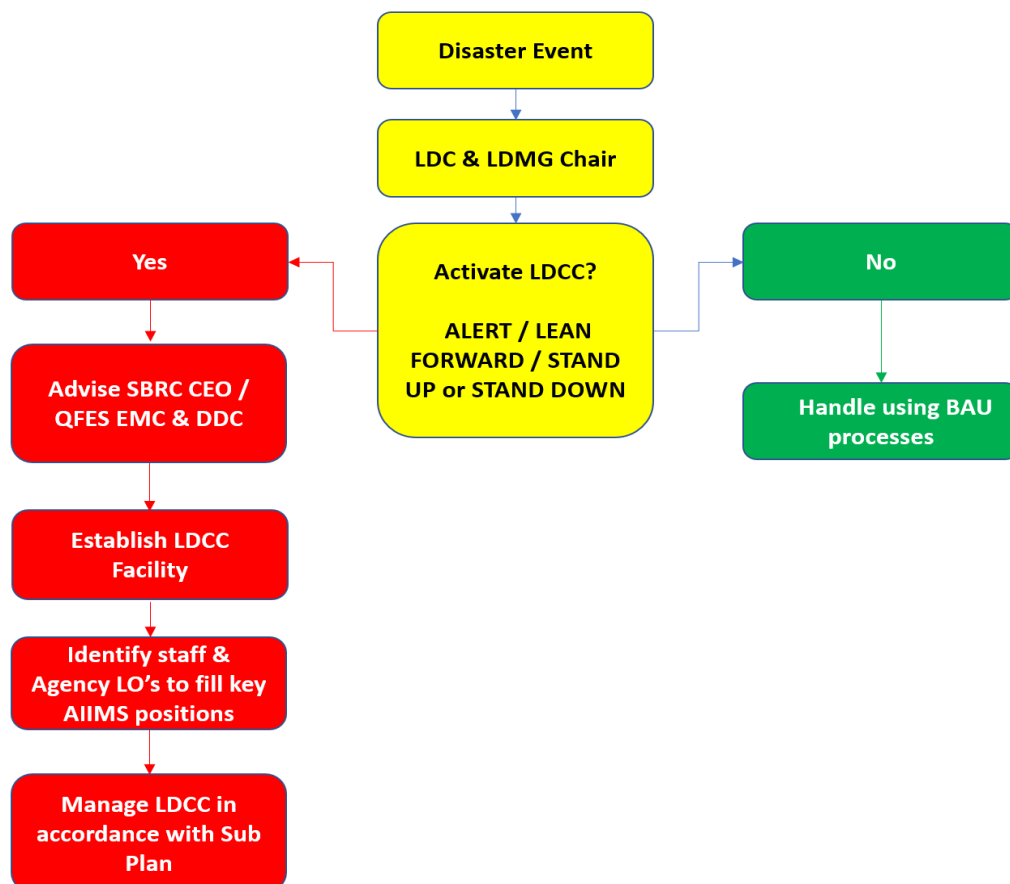 Disaster Event
LDC & LDMG Chair
Yes
Activate LDCC?
ALERT / LEAN
FORWARD / STAND
UP or STAND DOWN
No
Advise SBRC CEO /
QFES EMC & DDC
Handle using BAU
processes
Establish LDCC
Facility
Identify staff &
Agency LO’s to fill key
AIIMS positions
Manage LDCC in
accordance with Sub
Plan